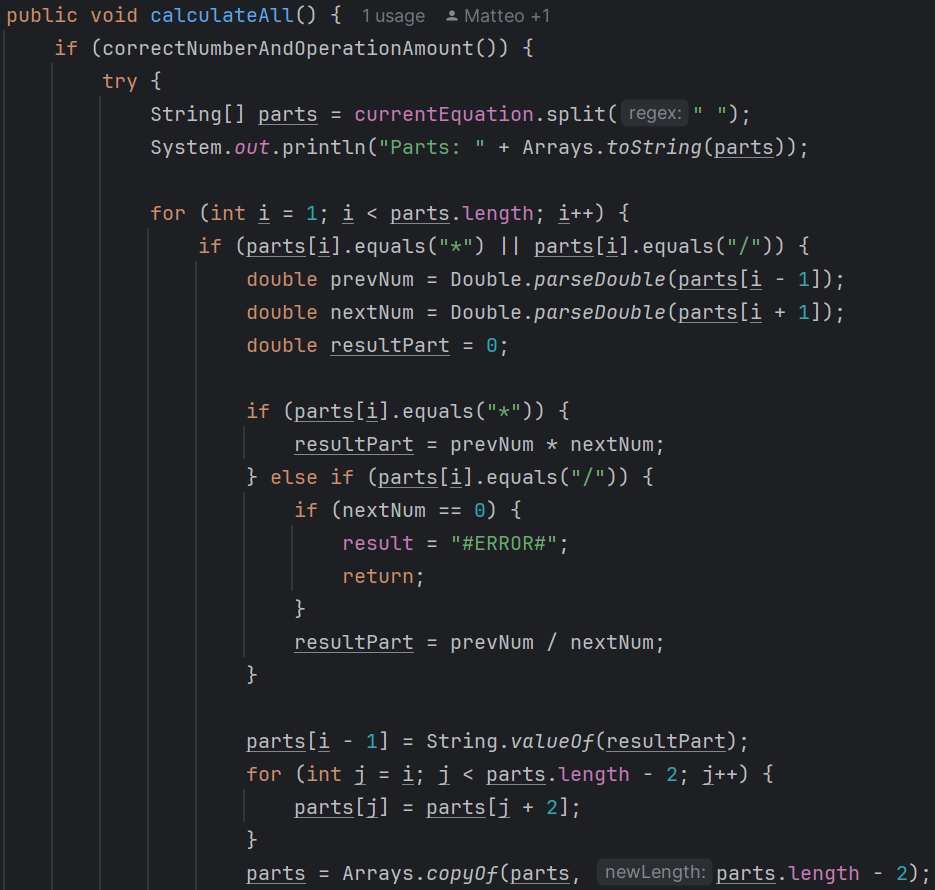 public void calculateAll() {  1 usage  Matteo +1
    if (correctNumberAndOperationAmount()) {
        try {
            String[] parts = currentEquation.split( regex: " ");
            System.out.println("Parts: " + Arrays.toString(parts));

            for (int i = 1; i < parts.length; i++) {
                if (parts[i].equals("*") || parts[i].equals("/")) {
                    double prevNum = Double.parseDouble(parts[i - 1]);
                    double nextNum = Double.parseDouble(parts[i + 1]);
                    double resultPart = 0;

                    if (parts[i].equals("*")) {
                        resultPart = prevNum * nextNum;
                    } else if (parts[i].equals("/")) {
                        if (nextNum == 0) {
                            result = "#ERROR#";
                            return;
                        }
                        resultPart = prevNum / nextNum;
                    }

                    parts[i - 1] = String.valueOf(resultPart);
                    for (int j = i; j < parts.length - 2; j++) {
                        parts[j] = parts[j + 2];
                    }
                    parts = Arrays.copyOf(parts, newLength: parts.length - 2);